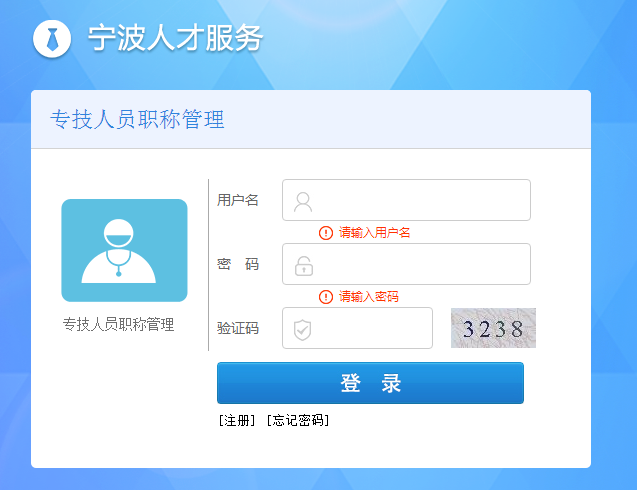 宁波人才服务
专技人员职称管理
用户名
请输入用户名
密 码
请输入密码
专技人员职称管理
验证码
3238
登 录
[注册] [忘记密码]